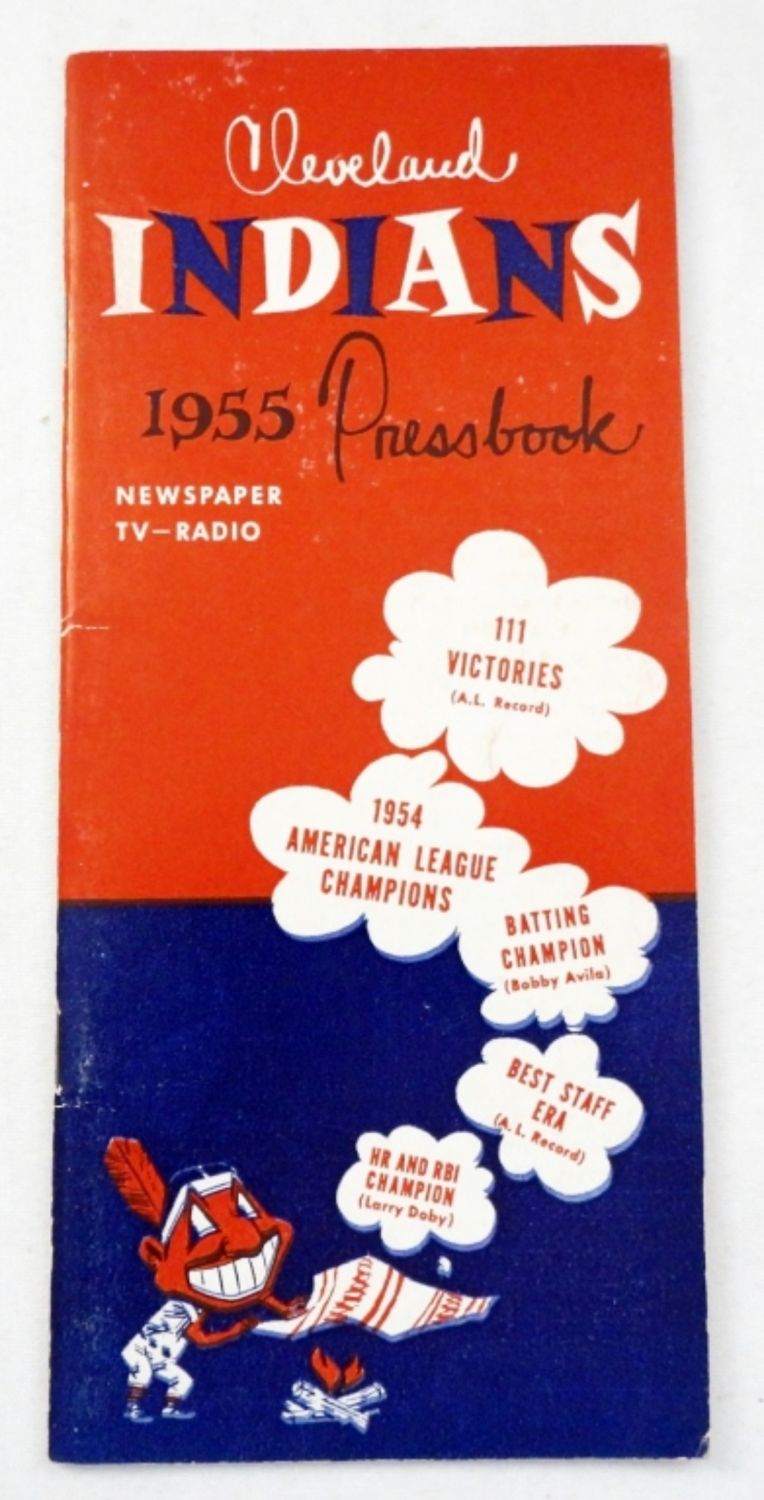 Cleveland
INDIANS
1955 Pressbook
NEWSPAPER
TV—RADIO
111
VICTORIES
(A.L. Record)
1954
AMERICAN LEAGUE
CHAMPIONS
BATTING
CHAMPION
(Bobby Avila)
BEST STAFF
ERA
(A. L. Record)
HR AND RBI
CHAMPION
(Larry Doby)